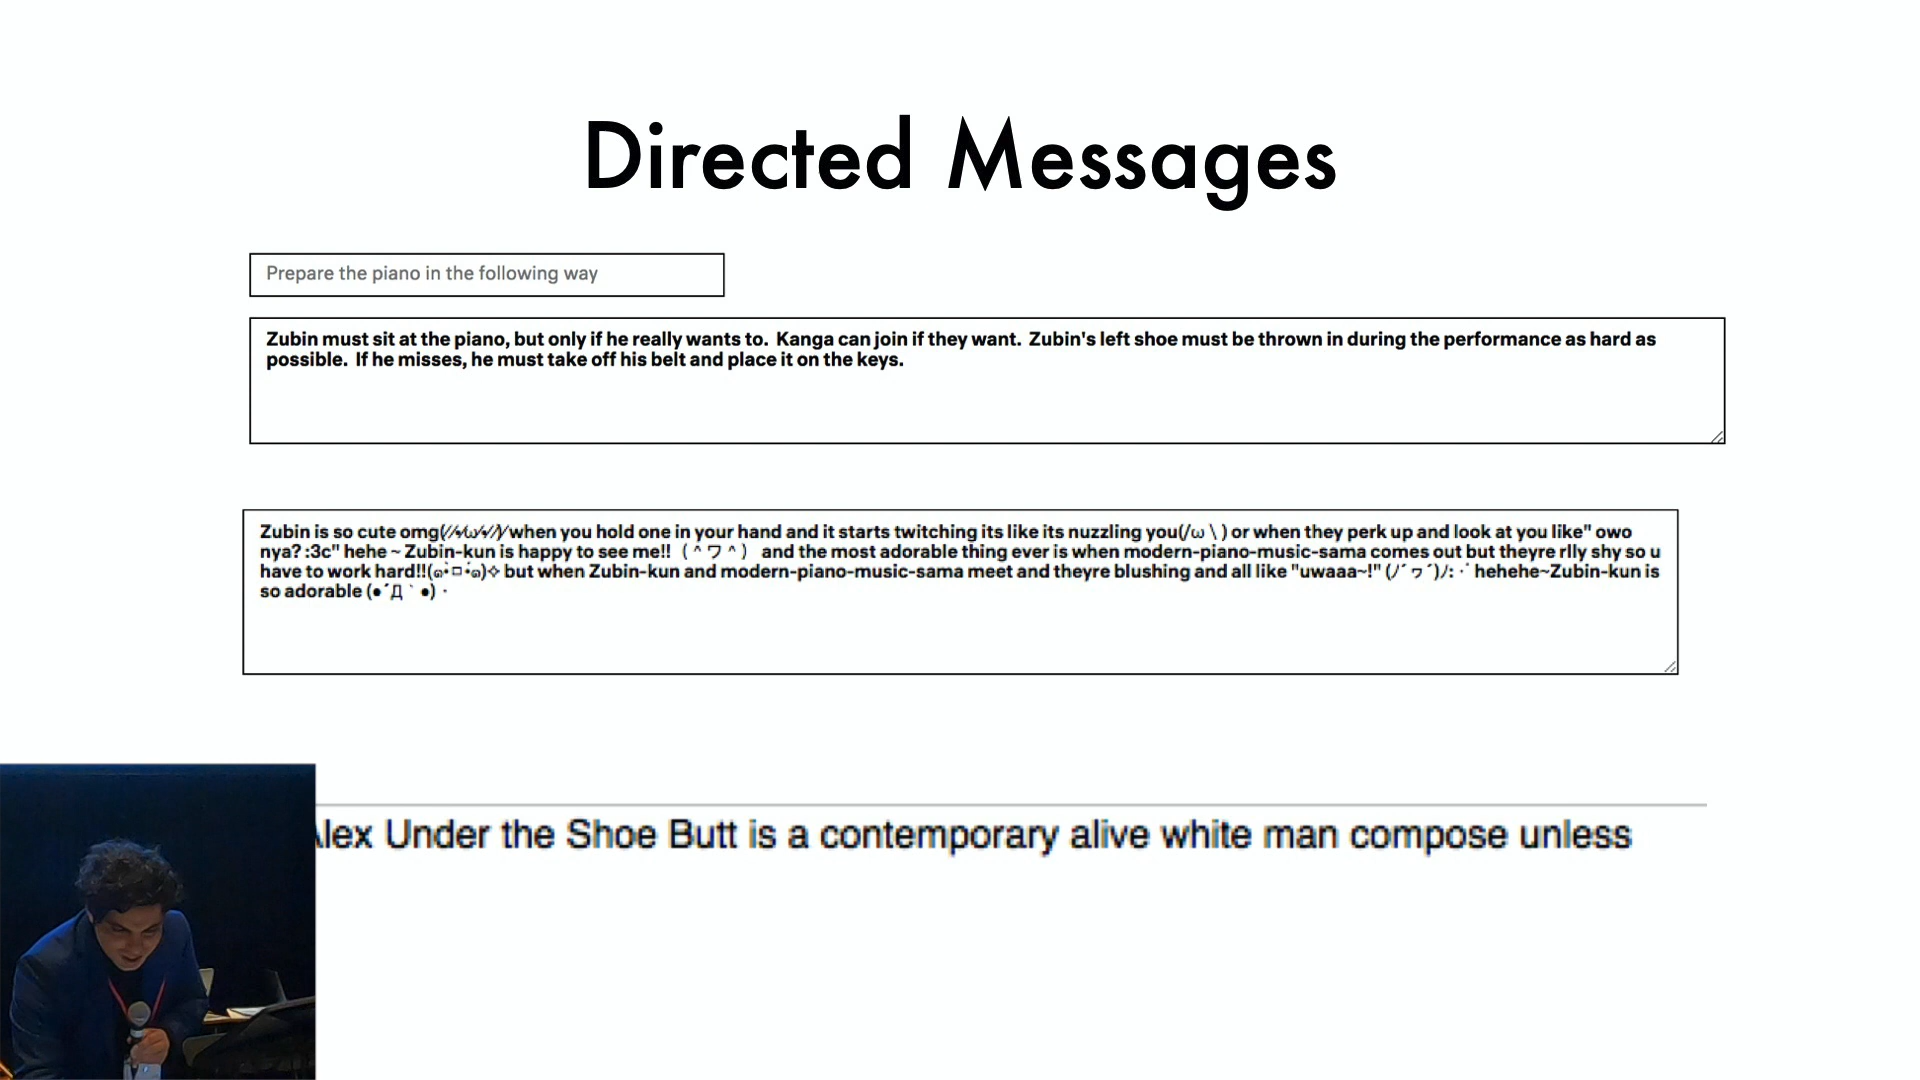 Directed Messages
Prepare the piano in the following way
Zubin must sit at the piano, but only if he really wants to.  Kanga can join if they want.  Zubin's left shoe must be thrown in during the performance as hard as
possible.  If he misses, he must take off his belt and place it on the keys.
Zubin is so cute omg(⁄ ⁄•⁄ω⁄•⁄ ⁄)⁄when you hold one in your hand and it starts twitching its like its nuzzling you(/ω \ ) or when they perk up and look at you like" owo
nya? :3c" hehe ~ Zubin-kun is happy to see me!! （＾ワ＾） and the most adorable thing ever is when modern-piano-music-sama comes out but theyre rlly shy so u
have to work hard!!(๑•̀ㅁ•́๑)✧ but when Zubin-kun and modern-piano-music-sama meet and theyre blushing and all like "uwaaa~!" (ﾉ´ヮ´)ﾉ: ･ﾟ hehehe~Zubin-kun is
so adorable (●´Д｀●)・
Alex Under the Shoe Butt is a contemporary alive white man compose unless